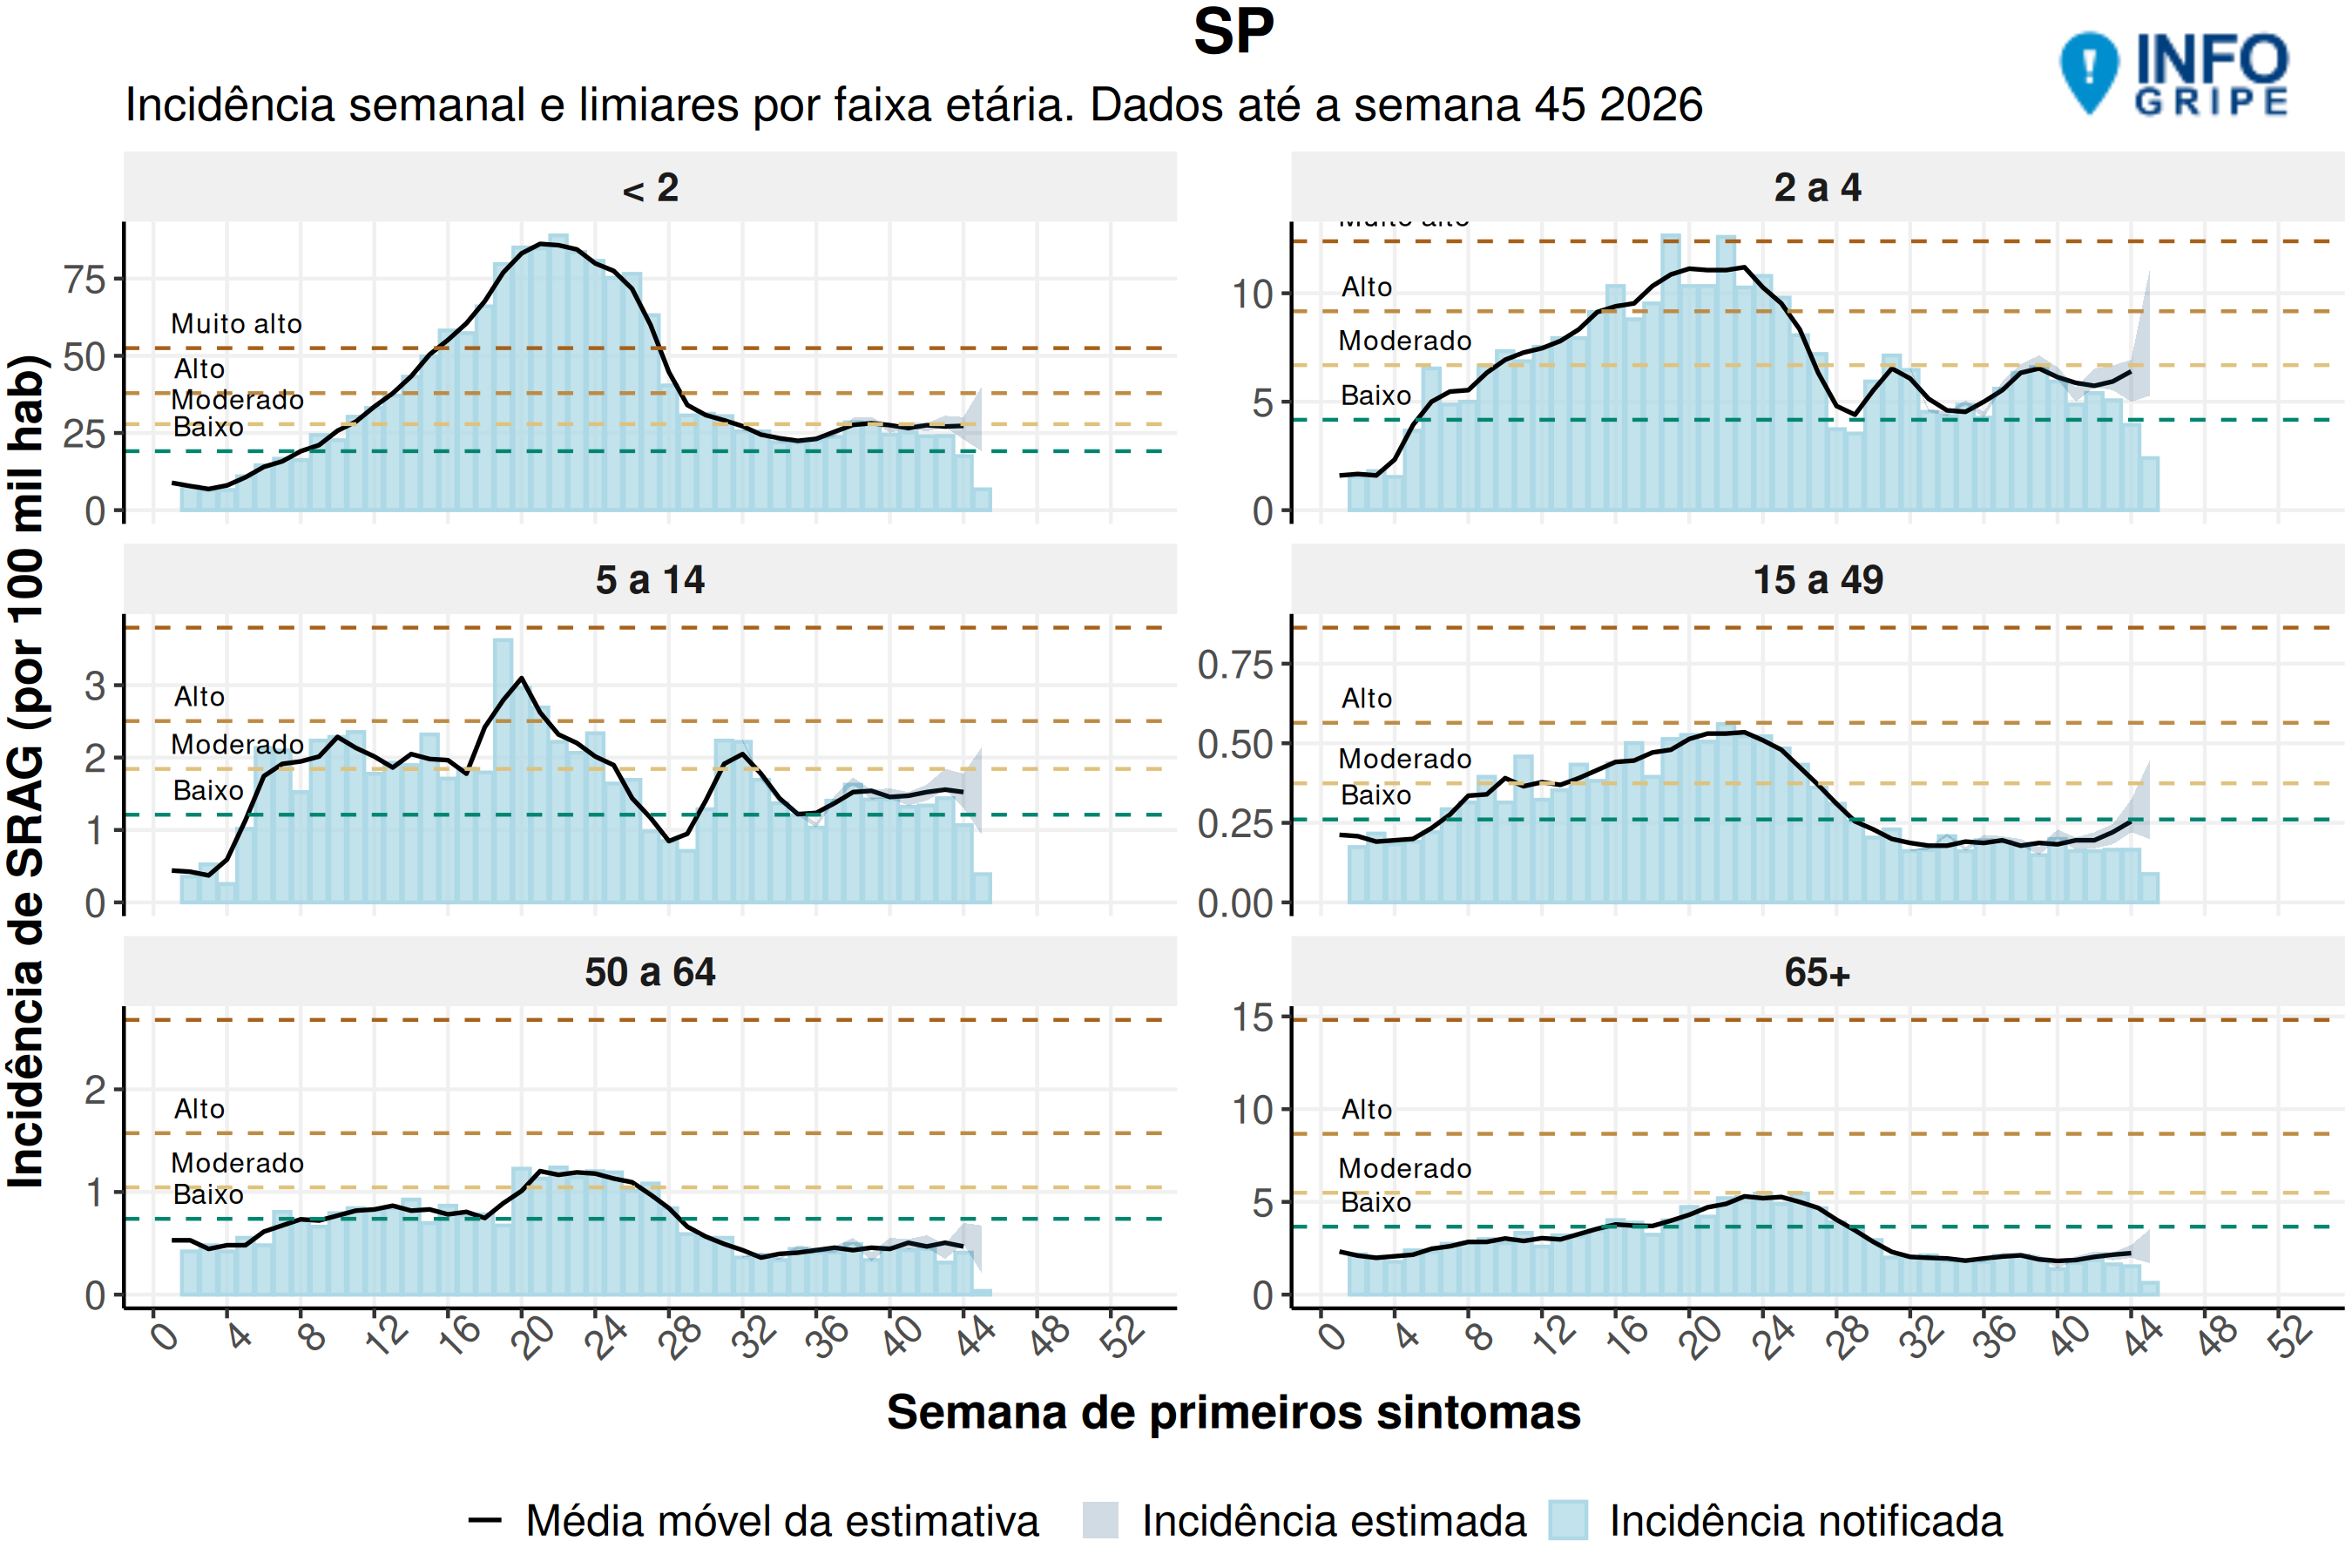 SP
INFO
GRIPE
Incidência semanal e limiares por faixa etária. Dados até a semana 45 2026
Incidência de SRAG (por 100 mil hab)
< 2
75
50
25
0
Muito alto
Alto
Moderado
Baixo
2 a 4
10
5
0
Muito alto
Alto
Moderado
Baixo
5 a 14
3
2
1
0
Alto
Moderado
Baixo
15 a 49
0.75
0.50
0.25
0.00
Alto
Moderado
Baixo
50 a 64
2
1
0
Alto
Moderado
Baixo
65+
15
10
5
0
Alto
Moderado
Baixo
0 4 8 12 16 20 24 28 32 36 40 44 48 52
0 4 8 12 16 20 24 28 32 36 40 44 48 52
Semana de primeiros sintomas
Média móvel da estimativa
Incidência estimada
Incidência notificada